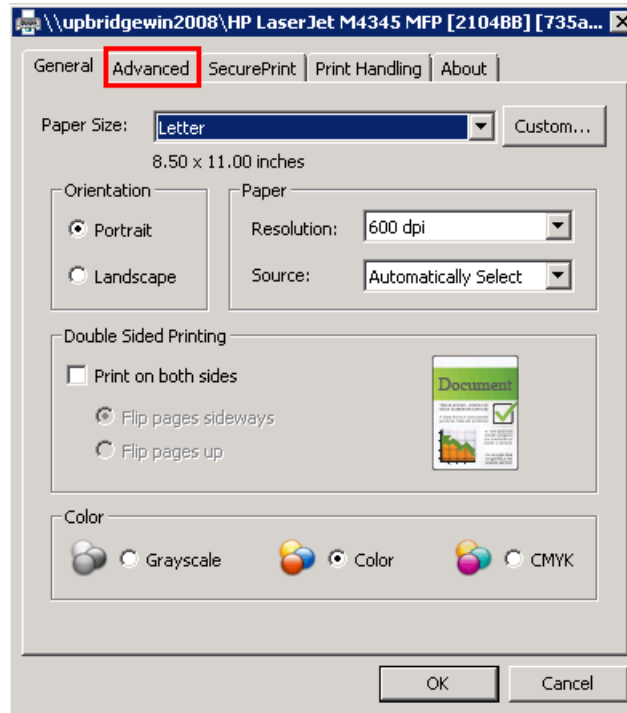 \\upbridgewin2008\HP LaserJet M4345 MFP [2104BB] [735a...
General Advanced SecurePrint Print Handling About
Paper Size: Letter Custom...
8.50 x 11.00 inches
Orientation Paper
Portrait Resolution: 600 dpi
Landscape Source: Automatically Select
Double Sided Printing
Print on both sides
Document
Flip pages sideways
Flip pages up
Color
Grayscale Color CMYK
OK Cancel